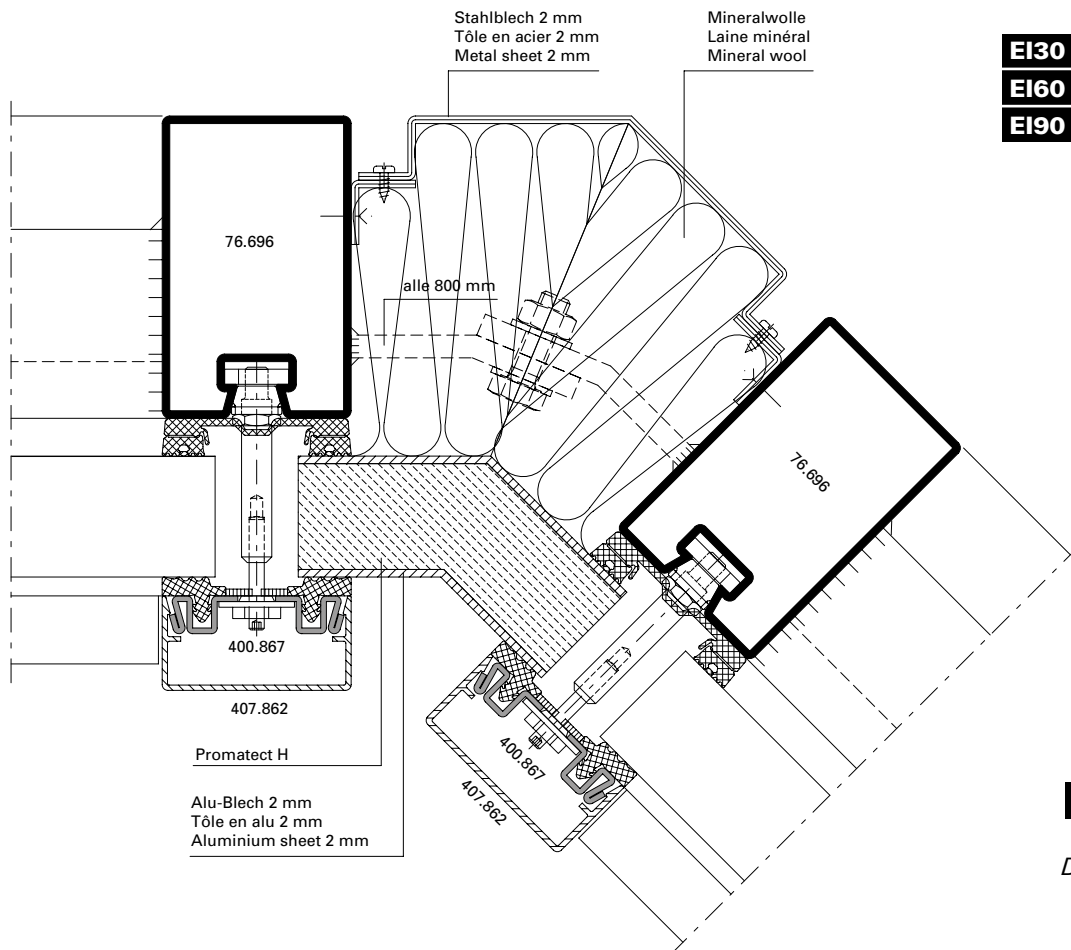 Stahlblech 2 mm
Tôle en acier 2 mm
Metal sheet 2 mm
Mineralwolle
Laine minéral
Mineral wool
EI30
EI60
EI90
76.696
alle 800 mm
76.696
400.867
407.862
400.867
407.862
Promatect H
Alu-Blech 2 mm
Tôle en alu 2 mm
Aluminium sheet 2 mm
D